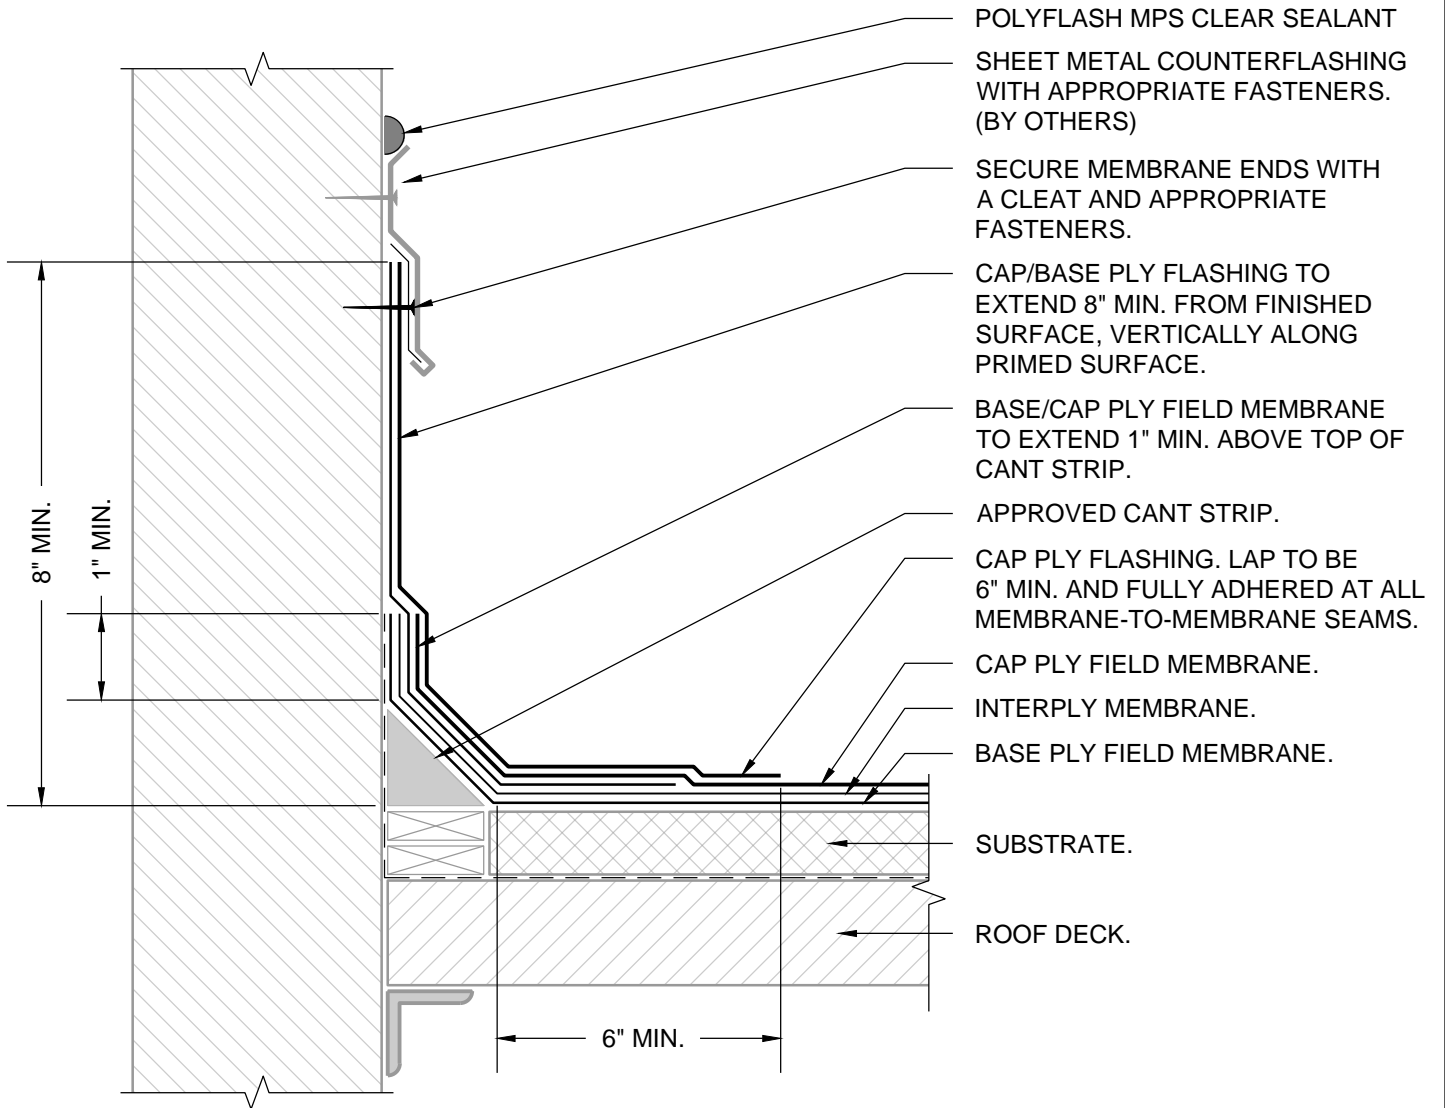 POLYFLASH MPS CLEAR SEALANT
SHEET METAL COUNTERFLASHING
WITH APPROPRIATE FASTENERS.
(BY OTHERS)
SECURE MEMBRANE ENDS WITH
A CLEAT AND APPROPRIATE
FASTENERS.
CAP/BASE PLY FLASHING TO
EXTEND 8" MIN. FROM FINISHED
SURFACE, VERTICALLY ALONG
PRIMED SURFACE.
BASE/CAP PLY FIELD MEMBRANE
TO EXTEND 1" MIN. ABOVE TOP OF
CANT STRIP.
APPROVED CANT STRIP.
CAP PLY FLASHING. LAP TO BE
6" MIN. AND FULLY ADHERED AT ALL
MEMBRANE-TO-MEMBRANE SEAMS.
CAP PLY FIELD MEMBRANE.
INTERPLY MEMBRANE.
BASE PLY FIELD MEMBRANE.
SUBSTRATE.
ROOF DECK.
8" MIN.
1" MIN.
6" MIN.